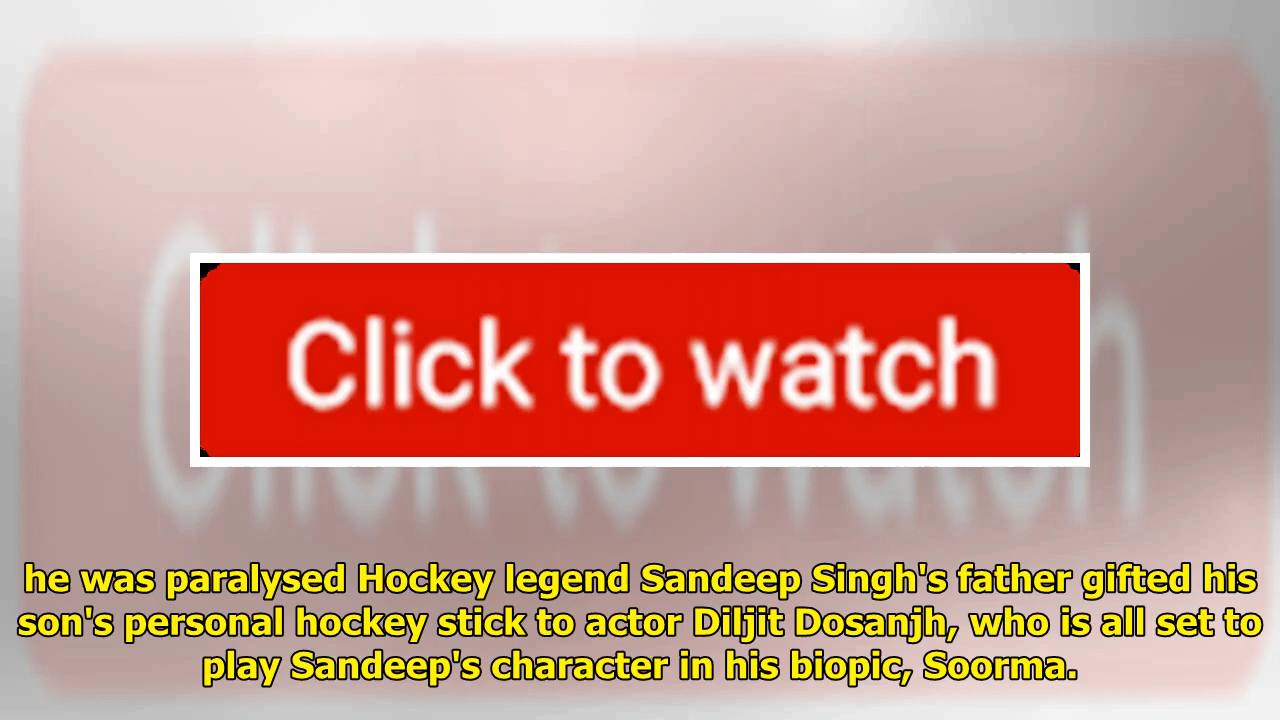 Click to watch
he was paralysed Hockey legend Sandeep Singh's father gifted his
son's personal hockey stick to actor Diljit Dosanjh, who is all set to
play Sandeep's character in his biopic, Soorma.